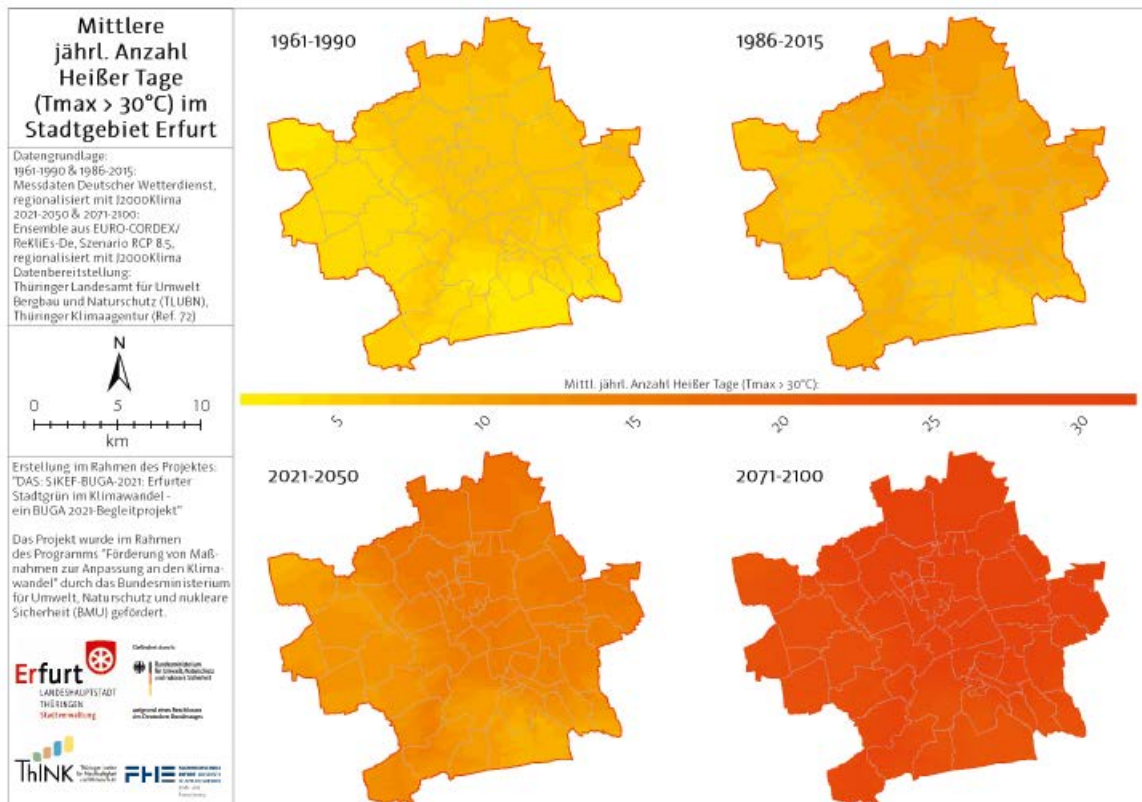 Mittlere
jährl. Anzahl
Heißer Tage
(Tmax > 30°C) im
Stadtgebiet Erfurt
Datengrundlage:
1961-1990 & 1986-2015:
Messdaten Deutscher Wetterdienst,
regionalisiert mit J2000Klima
2021-2050 & 2071-2100:
Ensemble aus EURO-CORDEX/
ReKliEs-De, Szenario RCP 8.5,
regionalisiert mit J2000Klima
Datenbereitstellung:
Thüringer Landesamt für Umwelt
Bergbau und Naturschutz (TLUBN),
Thüringer Klimaagentur (Ref. 72)
N
0 5 10
km
Erstellung im Rahmen des Projektes:
"DAS: SiKEF-BUGA-2021: Erfurter
Stadtgrün im Klimawandel -
ein BUGA 2021-Begleitprojekt"
Das Projekt wurde im Rahmen
des Programms "Förderung von Maß-
nahmen zur Anpassung an den Klima-
wandel" durch das Bundesministerium
für Umwelt, Naturschutz und nukleare
Sicherheit (BMU) gefördert.
Erfurt
LANDESHAUPTSTADT
THÜRINGEN
Stadtverwaltung
Gefördert durch:
Bundesministerium
für Umwelt, Naturschutz
und nukleare Sicherheit
aufgrund eines Beschlusses
des Deutschen Bundestages
ThINK
FHE
1961-1990
1986-2015
Mittl. jährl. Anzahl Heißer Tage (Tmax > 30°C):
5 10 15 20 25 30
2021-2050
2071-2100